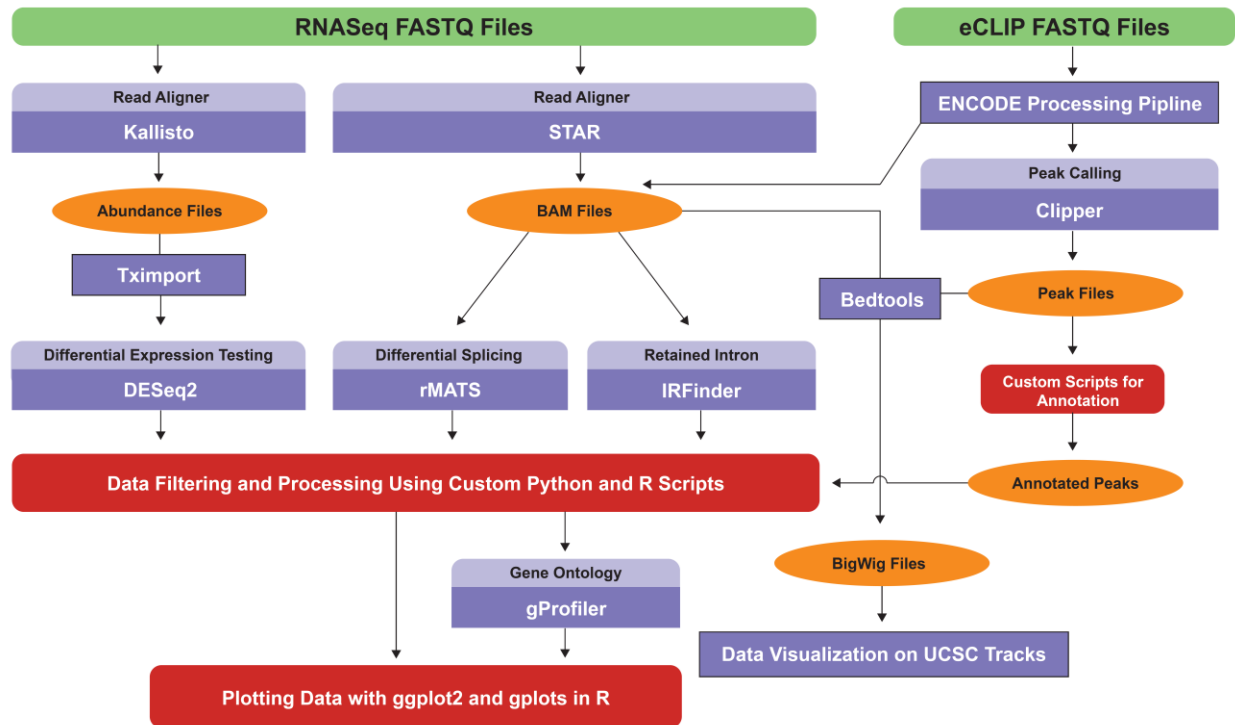 RNASeq FASTQ Files
eCLIP FASTQ Files
Read Aligner
Kallisto
Read Aligner
STAR
ENCODE Processing Pipline
Peak Calling
Clipper
Abundance Files
BAM Files
Tximport
Bedtools
Peak Files
Differential Expression Testing
DESeq2
Differential Splicing
rMATS
Retained Intron
IRFinder
Custom Scripts for
Annotation
Data Filtering and Processing Using Custom Python and R Scripts
Annotated Peaks
Gene Ontology
gProfiler
BigWig Files
Data Visualization on UCSC Tracks
Plotting Data with ggplot2 and gplots in R